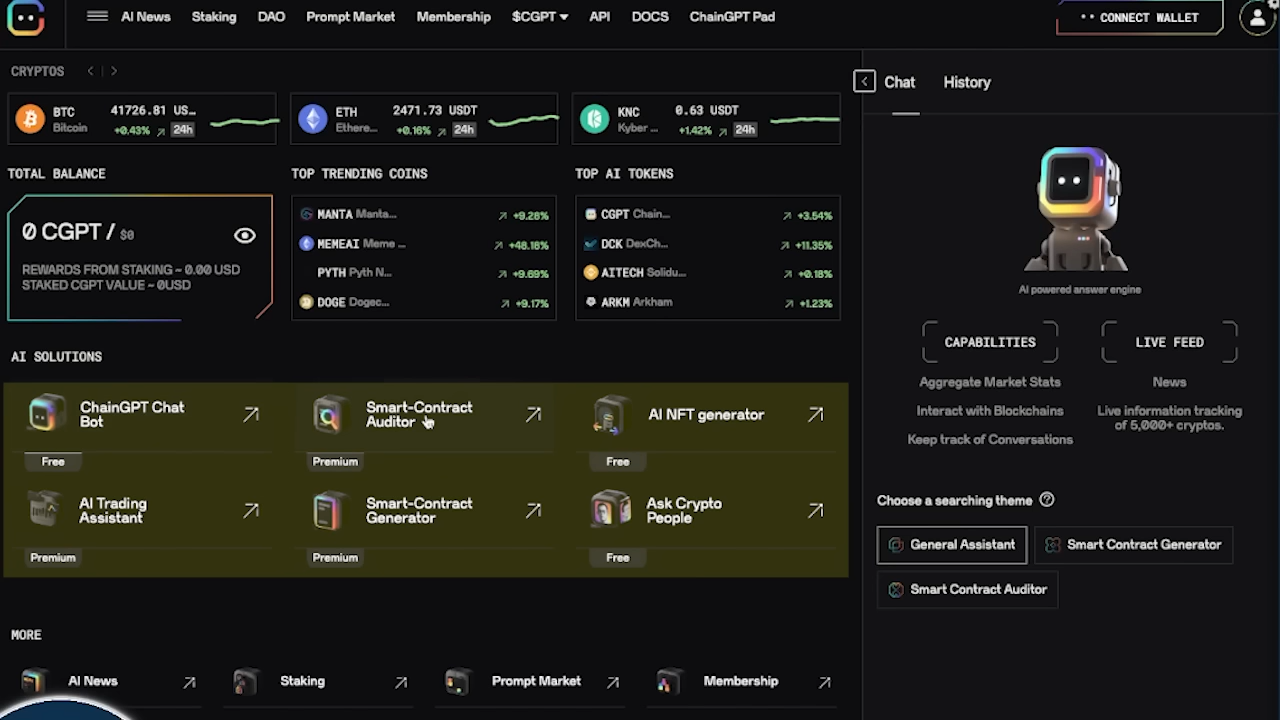 AI News Staking DAO Prompt Market Membership $CGPT API DOCS ChainGPT Pad CONNECT WALLET
CRYPTOS
BTC 41726.81 US…
Bitcoin +0.43% 24h
ETH 2471.73 USDT
Ethere... +0.16% 24h
KNC 0.63 USDT
Kyber ... +1.42% 24h
TOTAL BALANCE
0 CGPT / $0
REWARDS FROM STAKING ~ 0.00 USD
STAKED CGPT VALUE ~ 0USD
TOP TRENDING COINS
MANTA Manta... +9.28%
MEMEAI Meme ... +48.18%
PYTH Pyth N... +9.69%
DOGE Dogec... +9.17%
TOP AI TOKENS
CGPT Chain... +3.54%
DCK DexCh... +11.35%
AITECH Solidu... +0.18%
ARKM Arkham +1.23%
AI SOLUTIONS
ChainGPT Chat
Bot
Free
Smart-Contract
Auditor
Premium
AI NFT generator
Free
AI Trading
Assistant
Premium
Smart-Contract
Generator
Premium
Ask Crypto
People
Free
MORE
AI News Staking Prompt Market Membership
Chat History
AI powered answer engine
CAPABILITIES
Aggregate Market Stats
Interact with Blockchains
Keep track of Conversations
LIVE FEED
News
Live information tracking
of 5,000+ cryptos.
Choose a searching theme
General Assistant Smart Contract Generator
Smart Contract Auditor